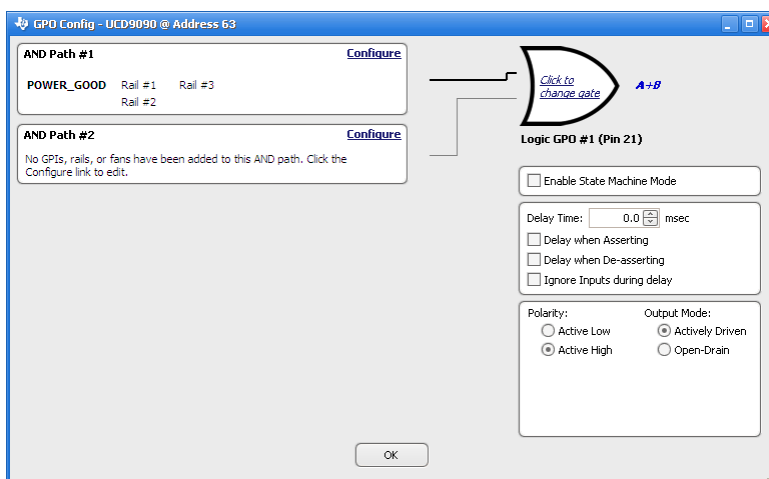 GPO Config - UCD9090 @ Address 63
AND Path #1 Configure
POWER_GOOD Rail #1 Rail #3
Rail #2
AND Path #2 Configure
No GPIs, rails, or fans have been added to this AND path. Click the
Configure link to edit.
Click to
change gate
A+B
Logic GPO #1 (Pin 21)
Enable State Machine Mode
Delay Time: 0.0 msec
Delay when Asserting
Delay when De-asserting
Ignore Inputs during delay
Polarity: Output Mode:
Active Low Actively Driven
Active High Open-Drain
OK